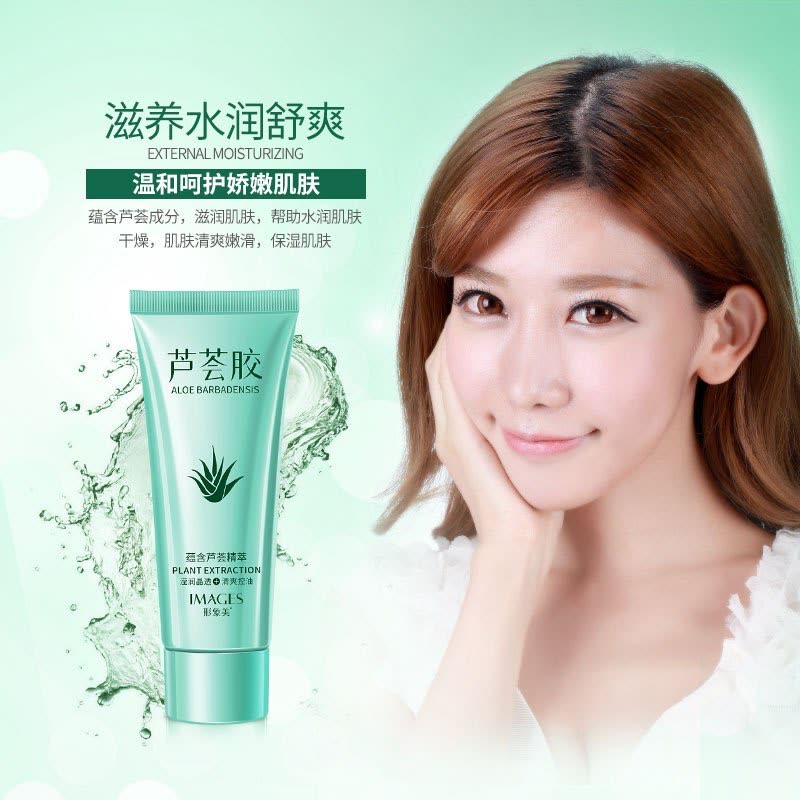 滋养水润舒爽
EXTERNAL MOISTURIZING
温和呵护娇嫩肌肤
蕴含芦荟成分，滋润肌肤，帮助水润肌肤
干燥，肌肤清爽嫩滑，保湿肌肤
芦荟胶
ALOE BARBADENSIS
蕴含芦荟精萃
PLANT EXTRACTION
滢润晶透+清爽控油
IMAGES
形象美